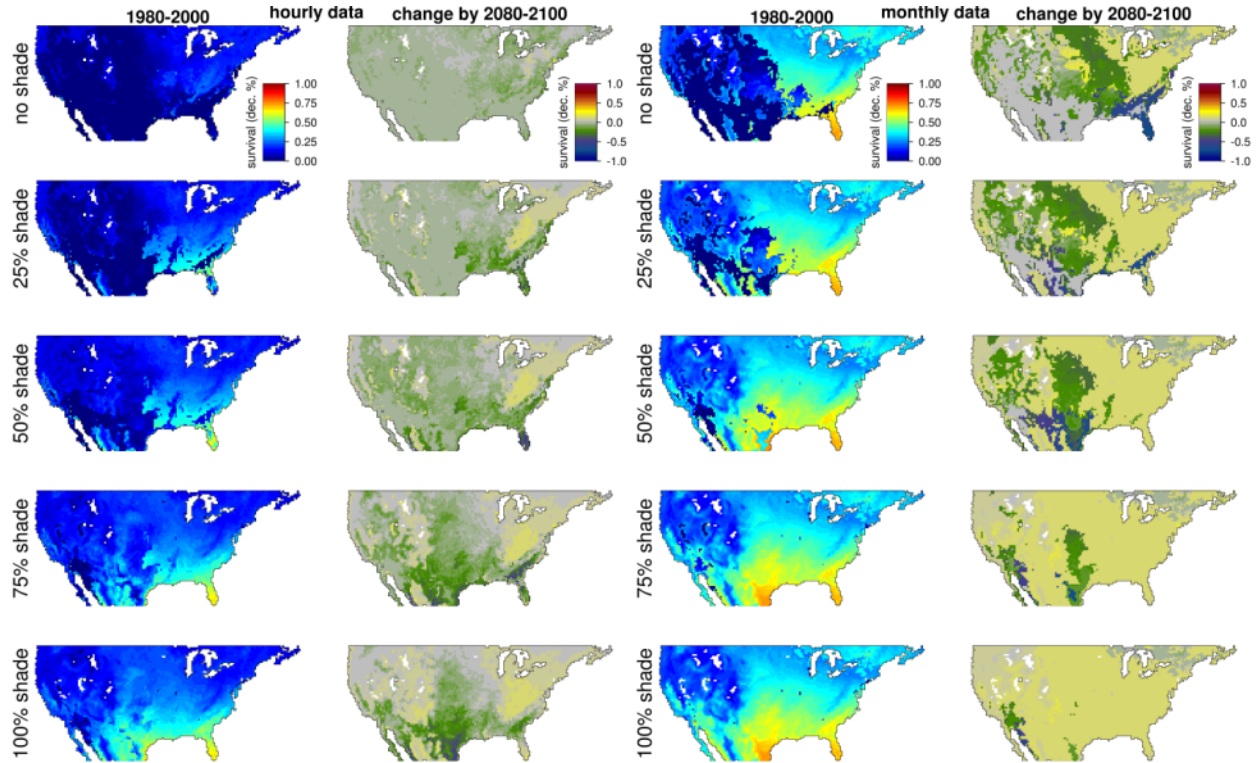 1980-2000 hourly data change by 2080-2100 1980-2000 monthly data change by 2080-2100
no shade
survival (dec. %)
1.00
0.75
0.50
0.25
0.00
survival (dec. %)
1.0
0.5
0.0
-0.5
-1.0
no shade
survival (dec. %)
1.00
0.75
0.50
0.25
0.00
survival (dec. %)
1.0
0.5
0.0
-0.5
-1.0
25% shade
25% shade
50% shade
50% shade
75% shade
75% shade
100% shade
100% shade